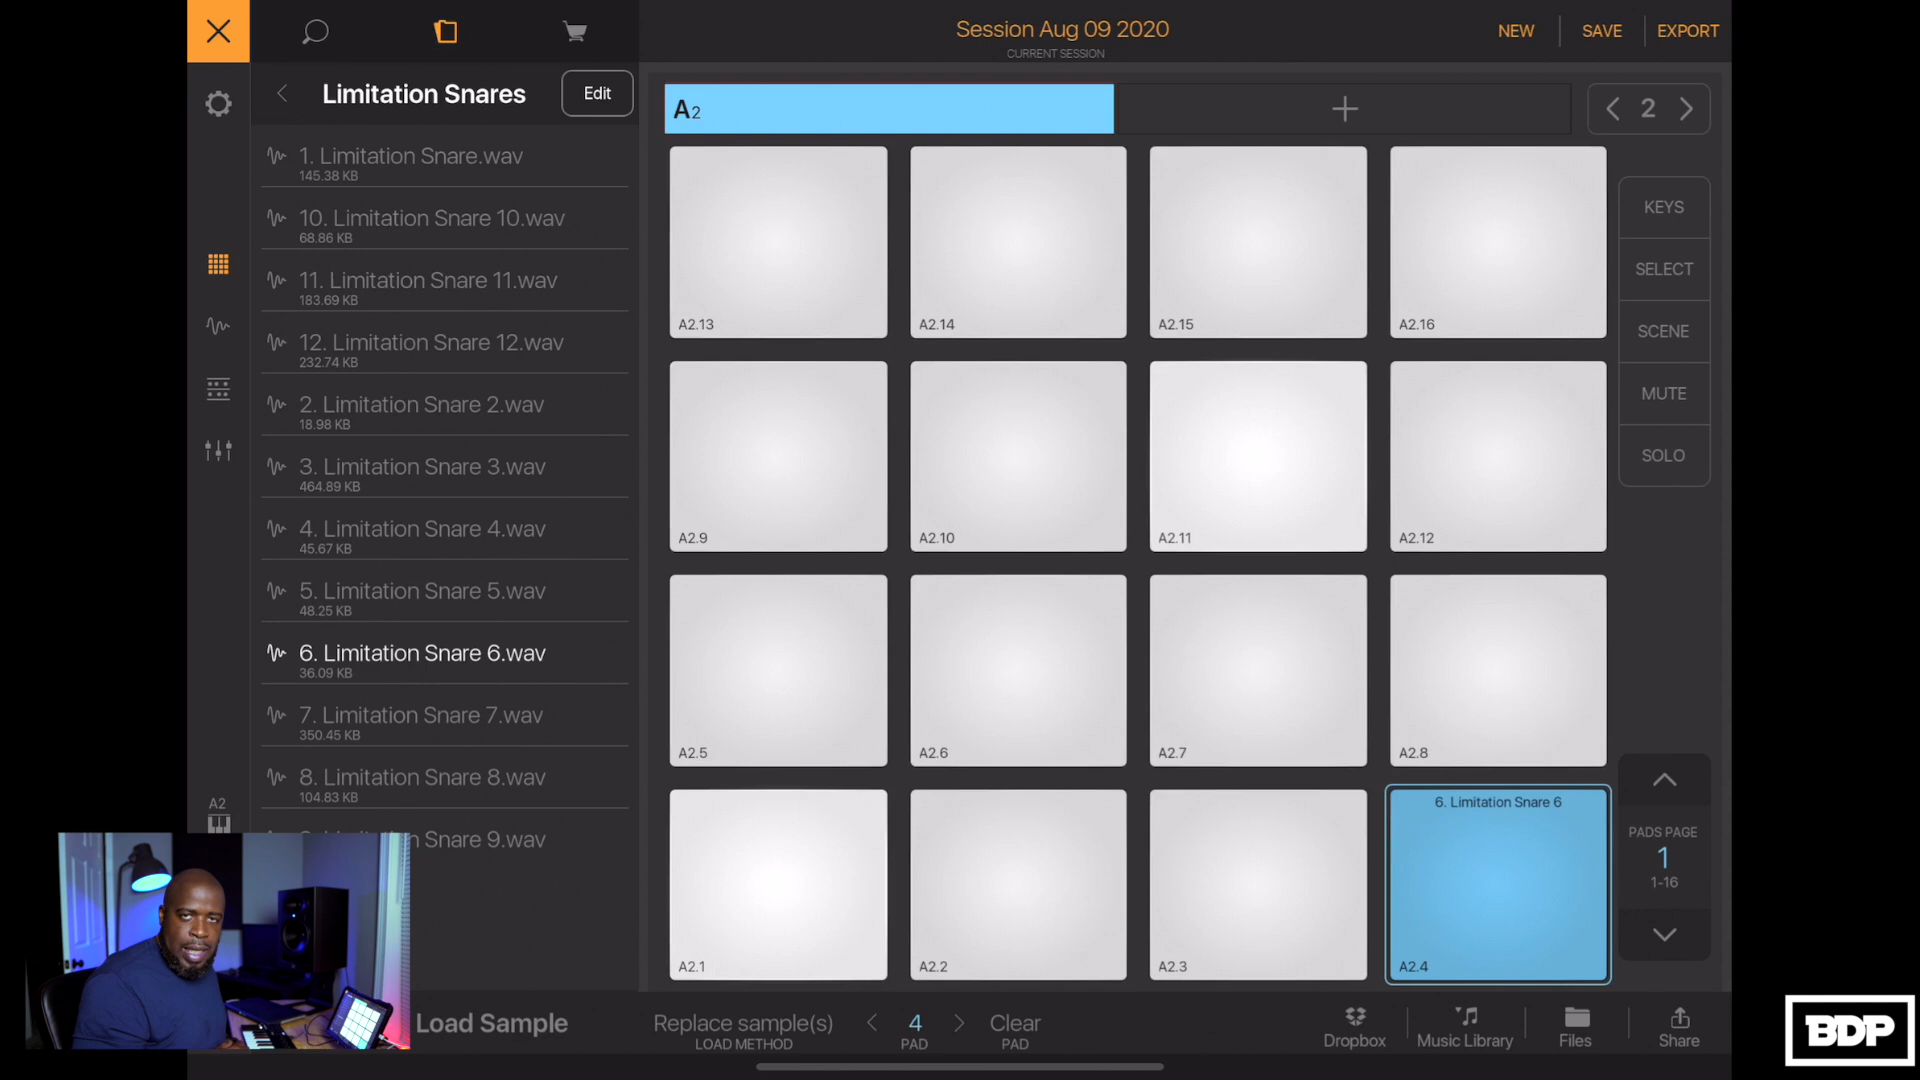 Session Aug 09 2020
CURRENT SESSION
NEW
SAVE
EXPORT
Limitation Snares
Edit
1. Limitation Snare.wav
145.38 KB
10. Limitation Snare 10.wav
68.86 KB
11. Limitation Snare 11.wav
183.69 KB
12. Limitation Snare 12.wav
232.74 KB
2. Limitation Snare 2.wav
18.98 KB
3. Limitation Snare 3.wav
464.89 KB
4. Limitation Snare 4.wav
45.67 KB
5. Limitation Snare 5.wav
48.25 KB
6. Limitation Snare 6.wav
36.09 KB
7. Limitation Snare 7.wav
350.45 KB
8. Limitation Snare 8.wav
104.83 KB
Snare 9.wav
A2
Load Sample
A2
2
A2.13
A2.14
A2.15
A2.16
A2.9
A2.10
A2.11
A2.12
A2.5
A2.6
A2.7
A2.8
6. Limitation Snare 6
A2.1
A2.2
A2.3
A2.4
KEYS
SELECT
SCENE
MUTE
SOLO
PADS PAGE
1
1-16
Replace sample(s)
LOAD METHOD
4
PAD
Clear
PAD
Dropbox
Music Library
Files
Share
BDP